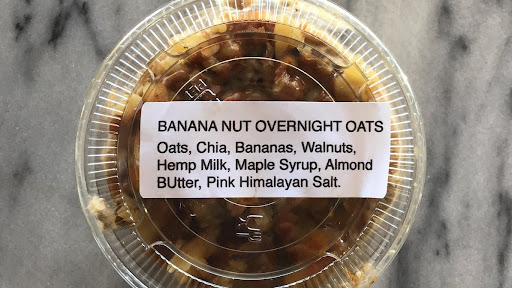 BANANA NUT OVERNIGHT OATS
Oats, Chia, Bananas, Walnuts,
Hemp Milk, Maple Syrup, Almond
BUtter, Pink Himalayan Salt.